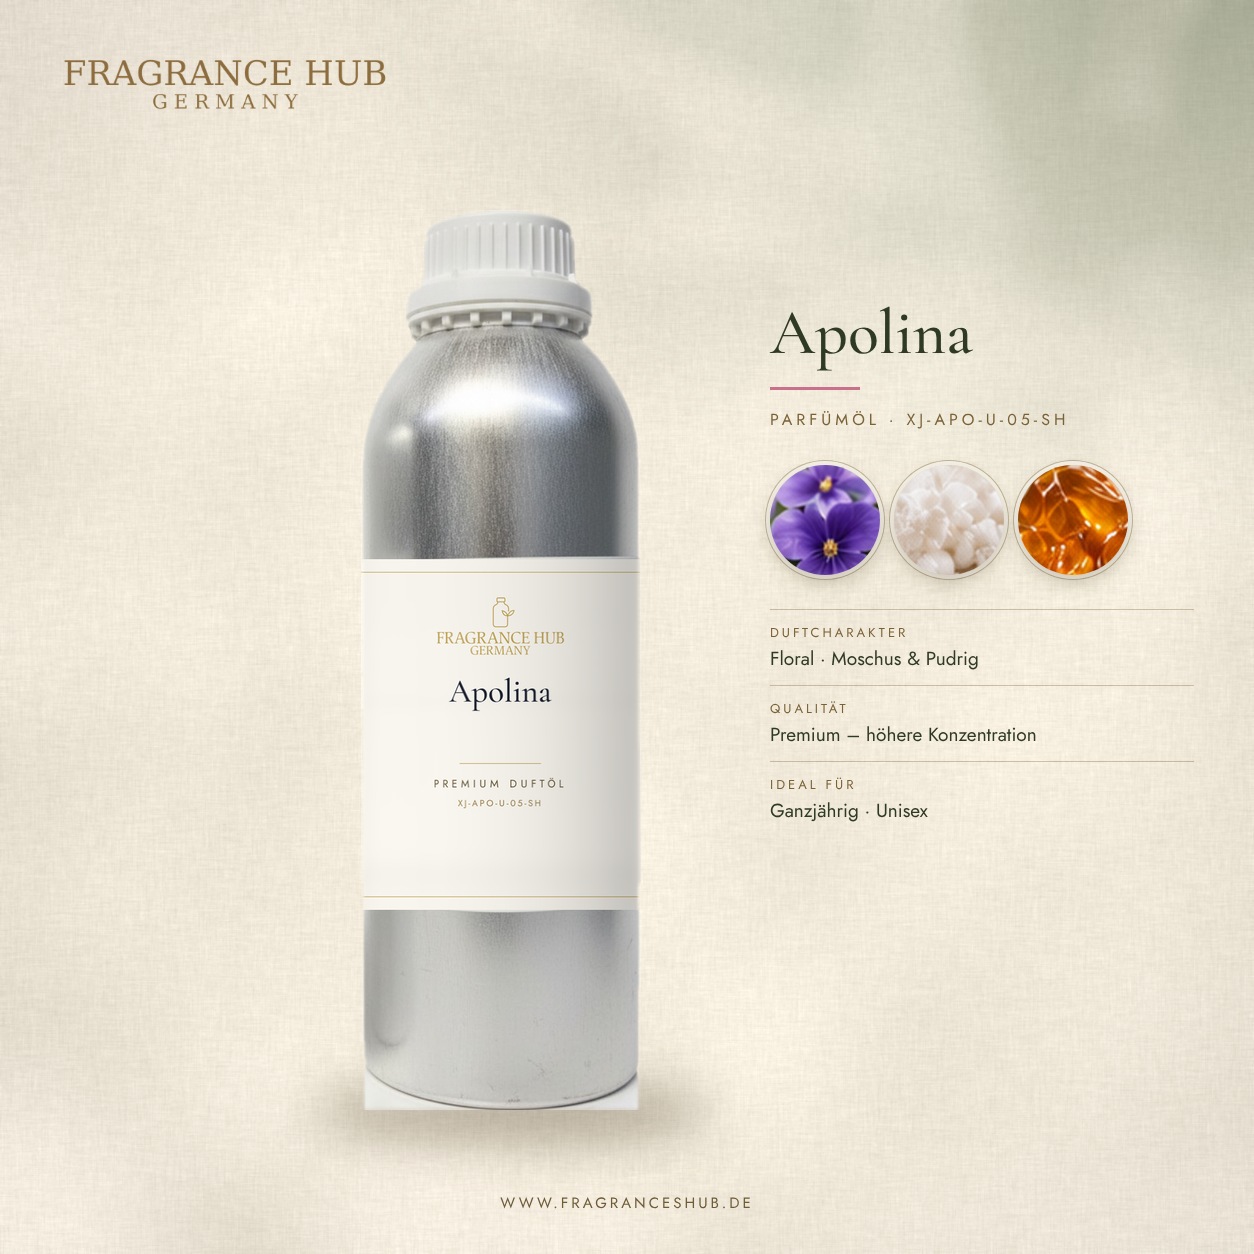 FRAGRANCE HUB
GERMANY
Apolina
PARFÜMÖL · XJ-APO-U-05-SH
DUFTCHARAKTER
Floral · Moschus & Pudrig
QUALITÄT
Premium – höhere Konzentration
IDEAL FÜR
Ganzjährig · Unisex
FRAGRANCE HUB
GERMANY
Apolina
PREMIUM DUFTÖL
XJ-APO-U-05-SH
WWW.FRAGRANCESHUB.DE